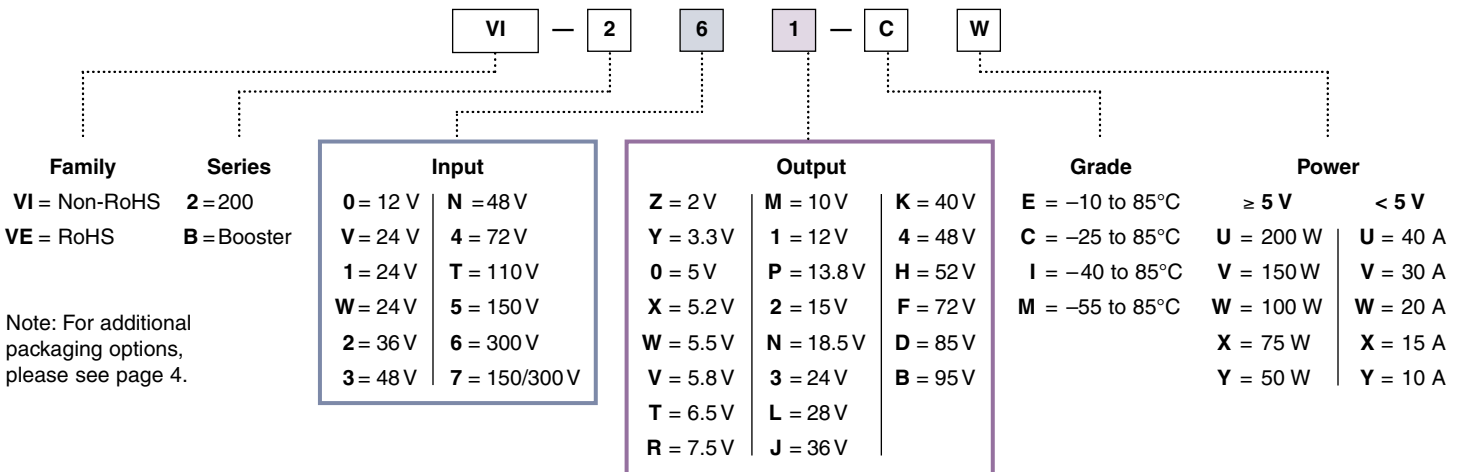 VI — 2 6 1 — C W
Family
VI = Non-RoHS
VE = RoHS
Note: For additional
packaging options,
please see page 4.
Series
2 = 200
B = Booster
Input
0 = 12 V N = 48 V
V = 24 V 4 = 72 V
1 = 24 V T = 110 V
W = 24 V 5 = 150 V
2 = 36 V 6 = 300 V
3 = 48 V 7 = 150/300 V
Output
Z = 2 V M = 10 V K = 40 V
Y = 3.3 V 1 = 12 V 4 = 48 V
0 = 5 V P = 13.8 V H = 52 V
X = 5.2 V 2 = 15 V F = 72 V
W = 5.5 V N = 18.5 V D = 85 V
V = 5.8 V 3 = 24 V B = 95 V
T = 6.5 V L = 28 V
R = 7.5 V J = 36 V
Grade
E = –10 to 85°C
C = –25 to 85°C
I = –40 to 85°C
M = –55 to 85°C
Power
≥ 5 V < 5 V
U = 200 W U = 40 A
V = 150 W V = 30 A
W = 100 W W = 20 A
X = 75 W X = 15 A
Y = 50 W Y = 10 A